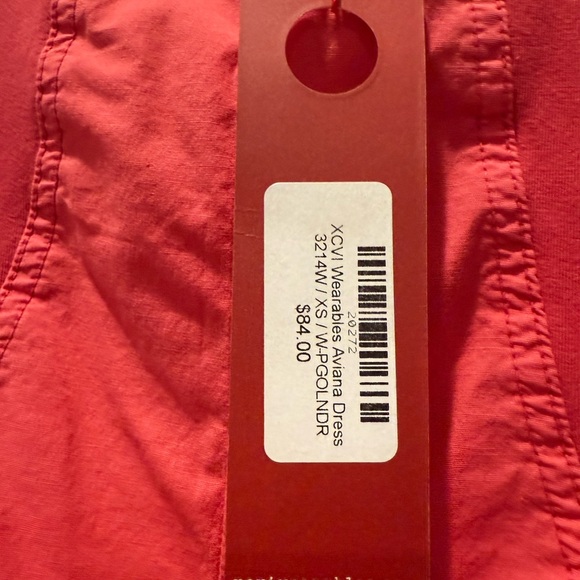 20272
XCVI Wearables Aviana Dress
3214W / XS / W-PGOLNDR
$84.00